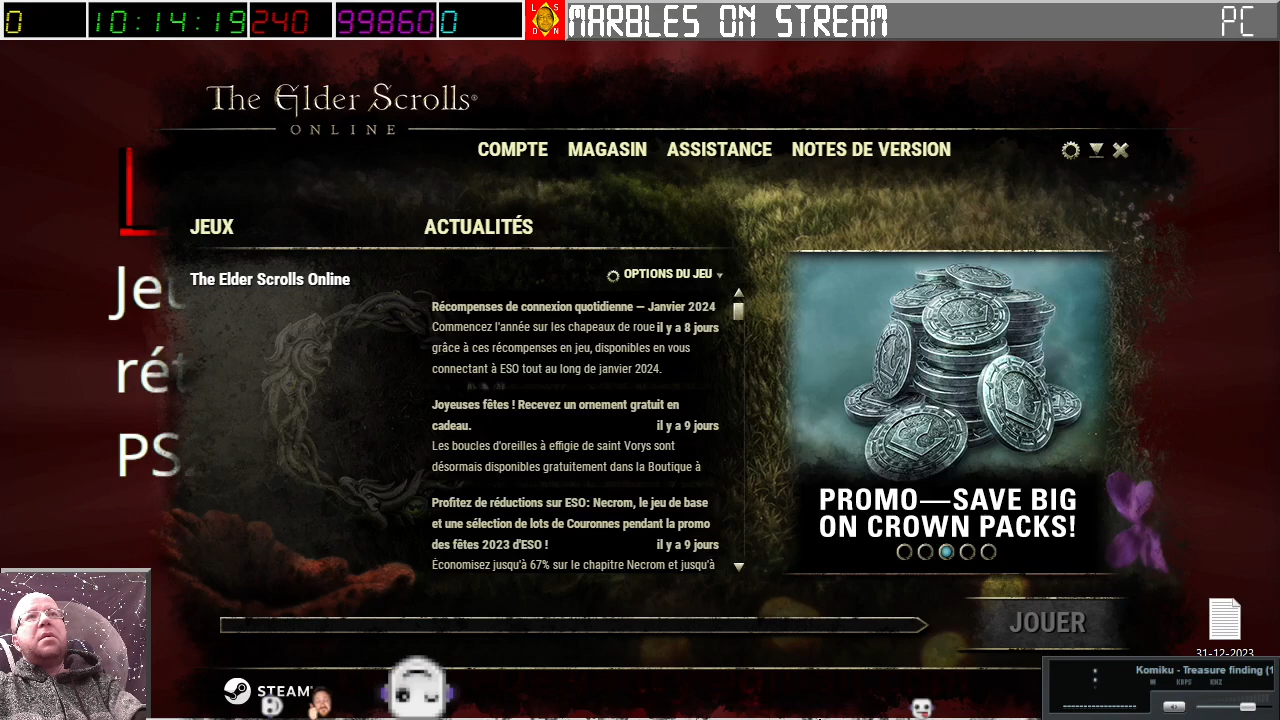 0 10:14:19 240 99860 0 SDN MARBLES ON STREAM PC
The Elder Scrolls®
ONLINE
COMPTE MAGASIN ASSISTANCE NOTES DE VERSION
JEUX
ACTUALITÉS
The Elder Scrolls Online
OPTIONS DU JEU
Récompenses de connexion quotidienne — Janvier 2024
Commencez l'année sur les chapeaux de roue il y a 8 jours
grâce à ces récompenses en jeu, disponibles en vous
connectant à ESO tout au long de janvier 2024.
Joyeuses fêtes ! Recevez un ornement gratuit en
cadeau. il y a 9 jours
Les boucles d'oreilles à effigie de saint Vorys sont
désormais disponibles gratuitement dans la Boutique à
Profitez de réductions sur ESO: Necrom, le jeu de base
et une sélection de lots de Couronnes pendant la promo
des fêtes 2023 d'ESO ! il y a 9 jours
Économisez jusqu'à 67% sur le chapitre Necrom et jusqu'à
PROMO—SAVE BIG
ON CROWN PACKS!
JOUER
L
Jeu
rét
PS
STEAM
31-12-2023
Komiku - Treasure finding (1
KBPS KHZ